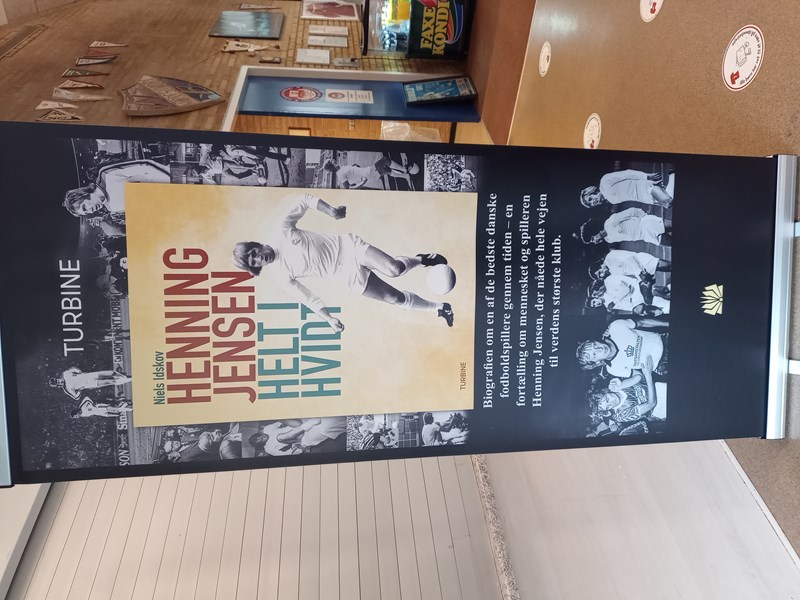 TURBINE
Niels Idskov
HENNING
JENSEN
HELT I
HVIDT
TURBINE
Biografien om en af de bedste danske
fodboldspillere gennem tiden – en
fortælling om mennesket og spilleren
Henning Jensen, der nåede hele vejen
til verdens største klub.
FAXE
KONDI